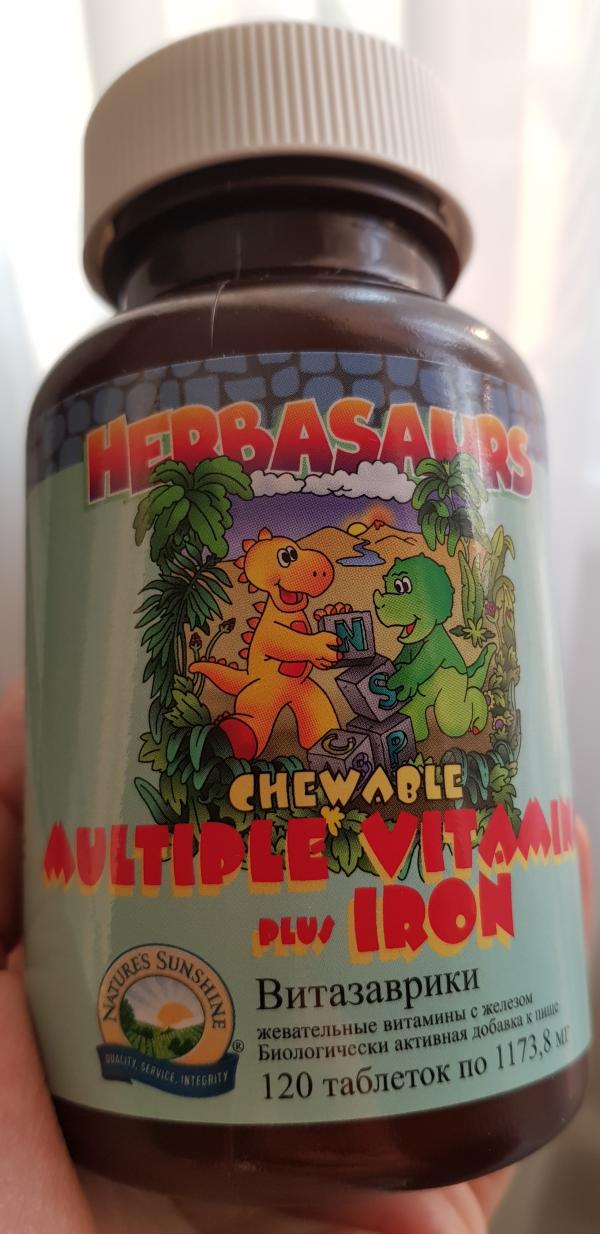 HERBASAURS
N
S
C S P
CHEWABLE
MULTIPLE VITAMIN
PLUS IRON
NATURE'S SUNSHINE
®
QUALITY, SERVICE, INTEGRITY
Витазаврики
жевательные витамины с железом
Биологически активная добавка к пище
120 таблеток по 1173,8 мг